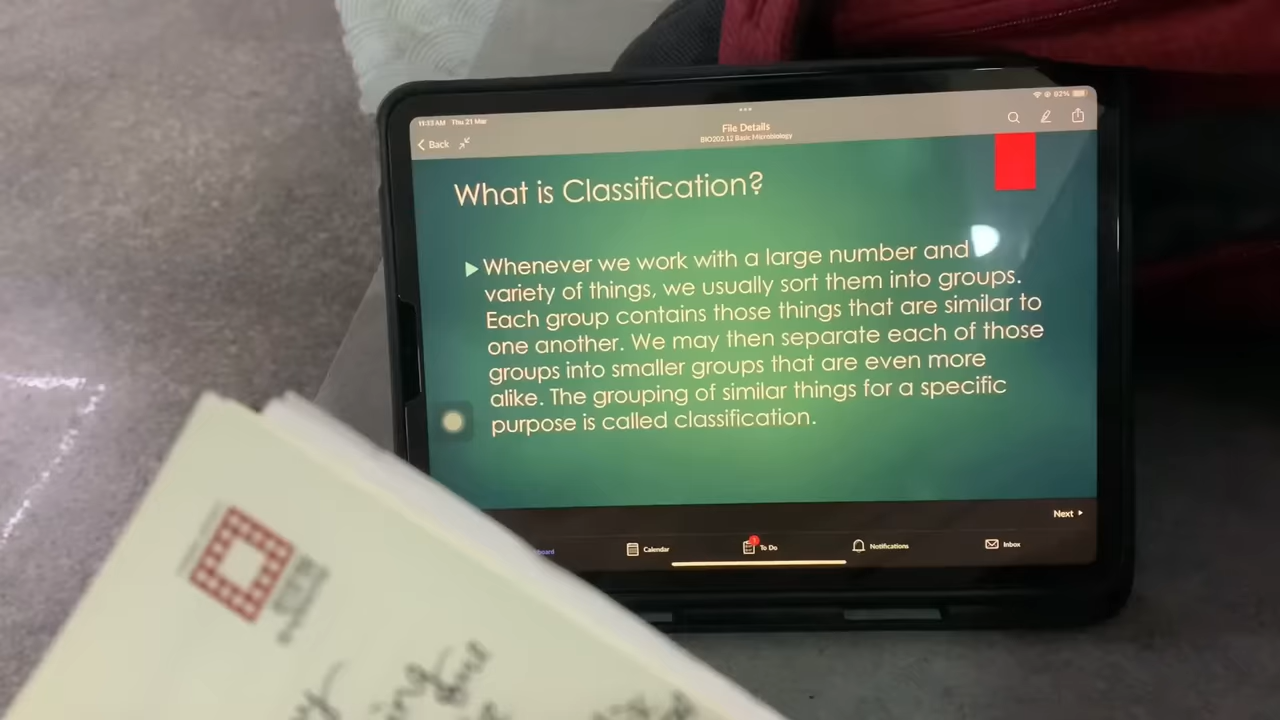 11:33 AM Thu 21 Mar
92%
File Details
BIO202.12 Basic Microbiology
Back
What is Classification?
Whenever we work with a large number and
variety of things, we usually sort them into groups.
Each group contains those things that are similar to
one another. We may then separate each of those
groups into smaller groups that are even more
alike. The grouping of similar things for a specific
purpose is called classification.
Next
Calendar
To Do
Notifications
Inbox